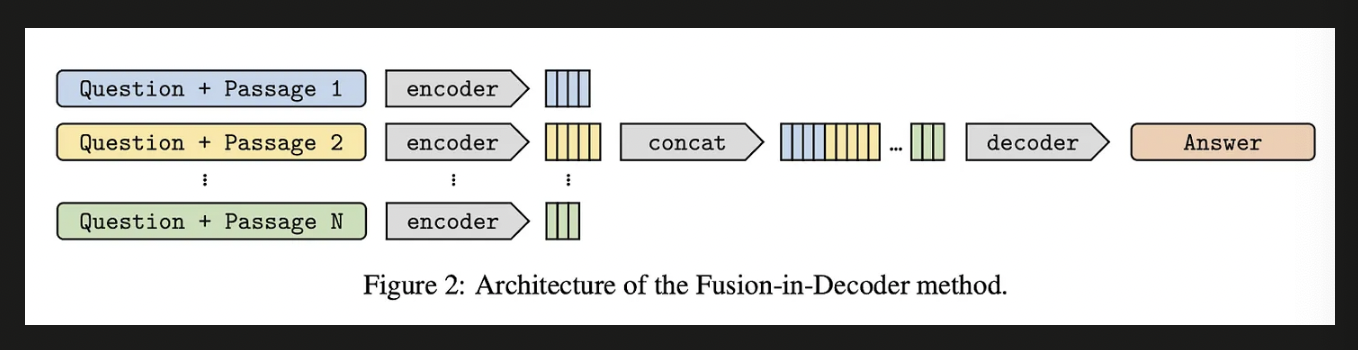 Question + Passage 1 encoder
Question + Passage 2 encoder concat … decoder Answer
⋮ ⋮ ⋮
Question + Passage N encoder
Figure 2: Architecture of the Fusion-in-Decoder method.